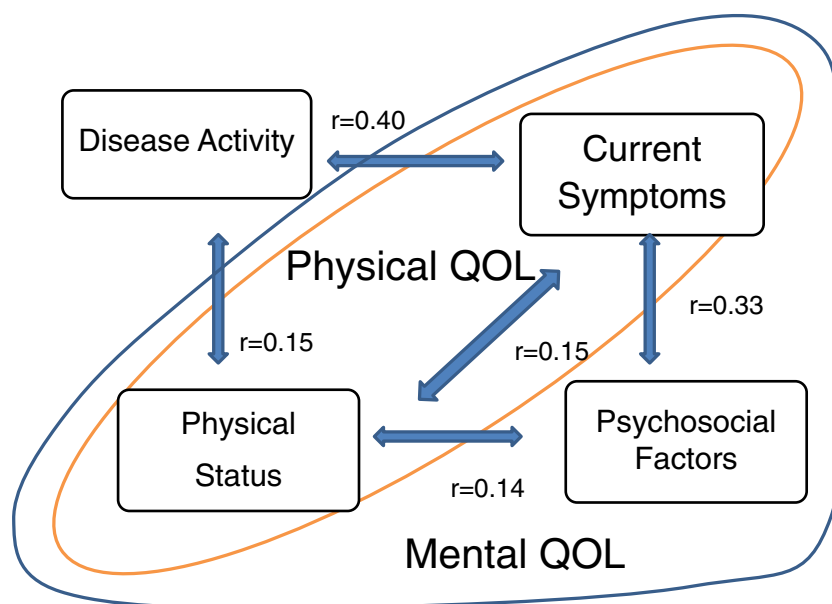 r=0.40
Disease Activity
Current
Symptoms
Physical QOL
r=0.33
r=0.15
r=0.15
Physical
Status
Psychosocial
Factors
r=0.14
Mental QOL